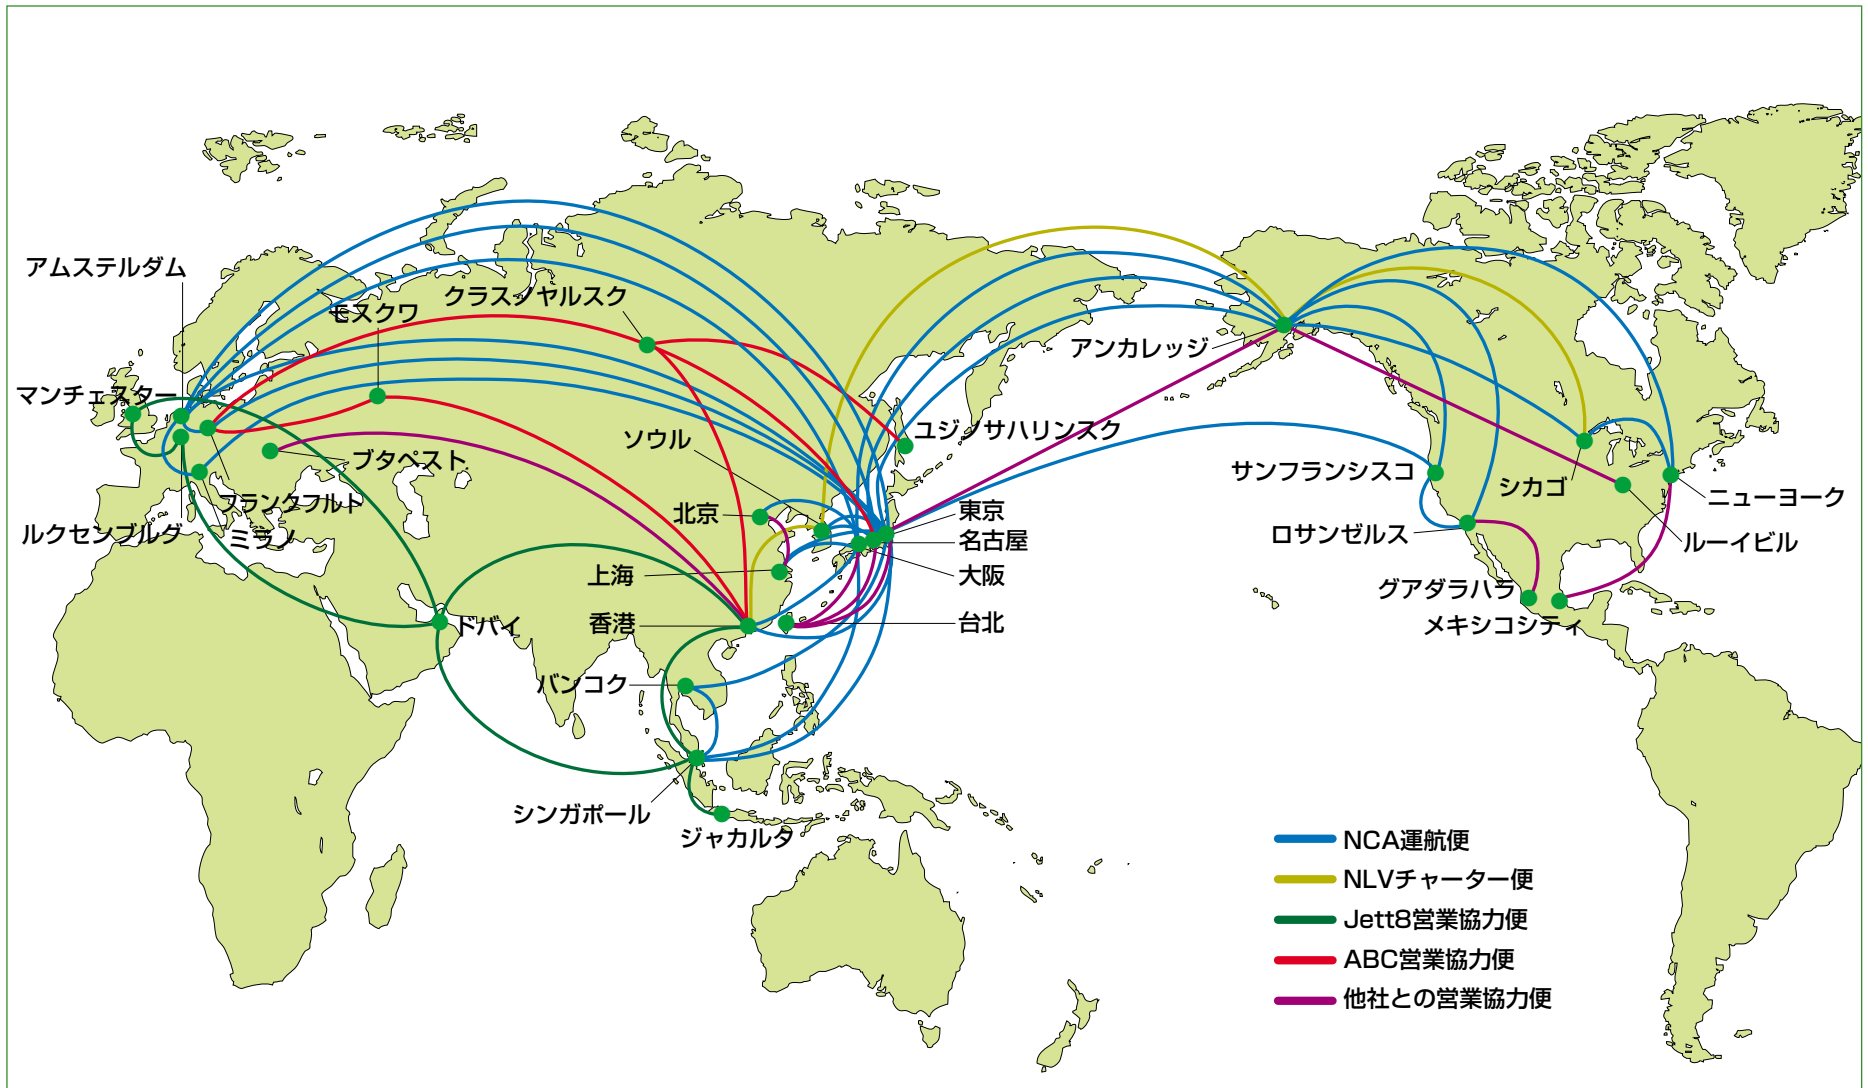 アムステルダム
クラスノヤルスク
モスクワ
アンカレッジ
マンチェスター
ユジノサハリンスク
ソウル
ブタペスト
サンフランシスコ
シカゴ
ニューヨーク
フランクフルト
北京
東京
ルクセンブルグ
ミラノ
名古屋
ロサンゼルス
ルーイビル
上海
大阪
グアダラハラ
香港
台北
ドバイ
メキシコシティ
バンコク
シンガポール
ジャカルタ
NCA運航便
NLVチャーター便
Jett8営業協力便
ABC営業協力便
他社との営業協力便